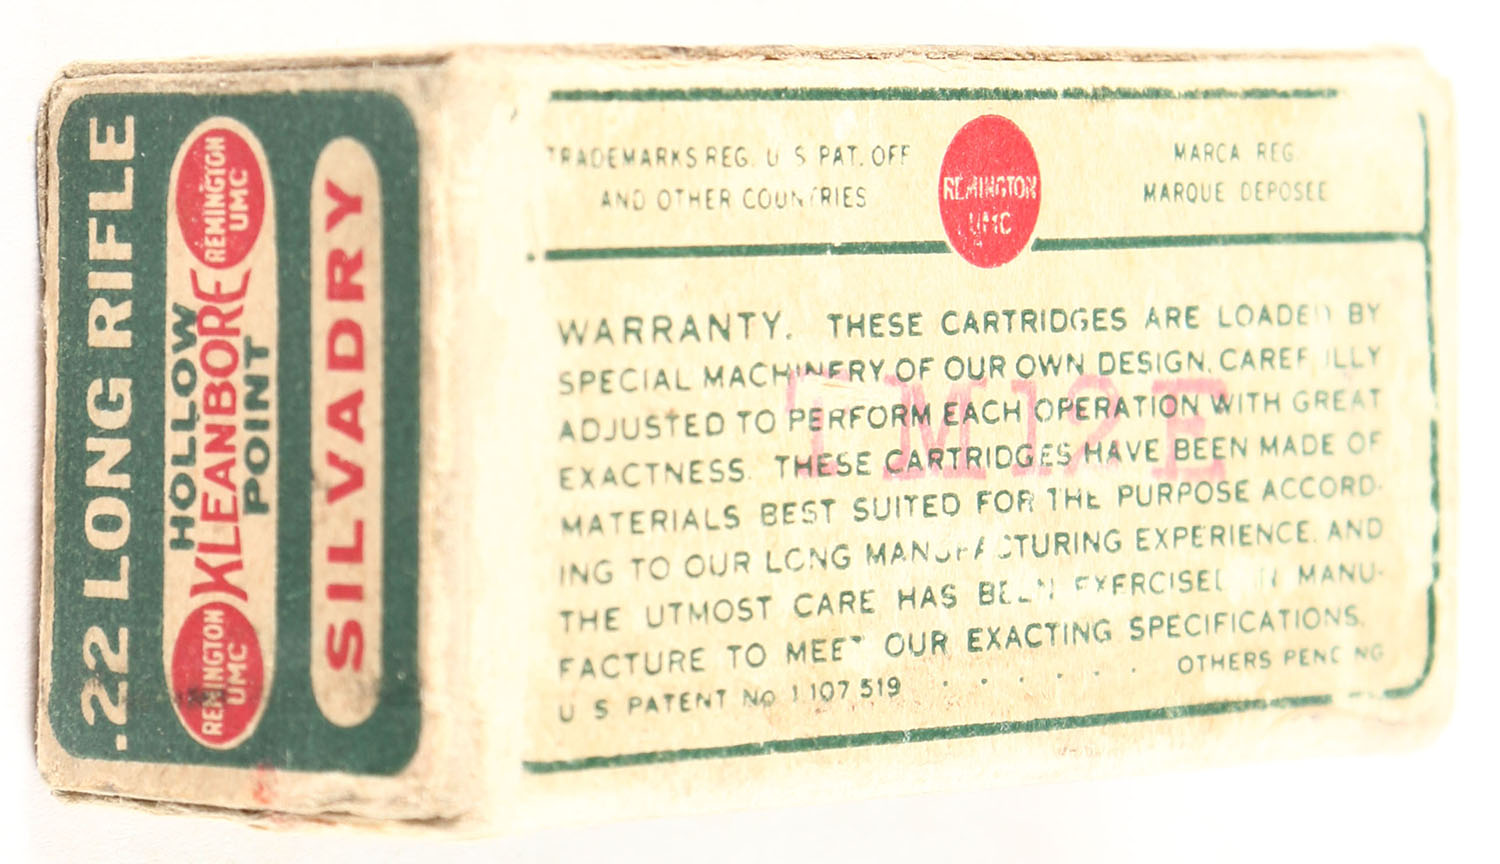 .22 LONG RIFLE
HOLLOW
REMINGTON
UMC
KLEANBORE
REMINGTON
UMC
POINT
SILVADRY
TRADEMARKS REG. U S PAT. OFF
AND OTHER COUNTRIES
REMINGTON
UMC
MARCA REG
MARQUE DEPOSEE
WARRANTY. THESE CARTRIDGES ARE LOADED BY
SPECIAL MACHINERY OF OUR OWN DESIGN, CAREFULLY
ADJUSTED TO PERFORM EACH OPERATION WITH GREAT
EXACTNESS. THESE CARTRIDGES HAVE BEEN MADE OF
MATERIALS BEST SUITED FOR THE PURPOSE ACCORD-
ING TO OUR LONG MANUFACTURING EXPERIENCE, AND
THE UTMOST CARE HAS BEEN EXERCISED IN MANU-
FACTURE TO MEET OUR EXACTING SPECIFICATIONS.
U S PATENT No 1 107 519 . . . . . . OTHERS PENDING